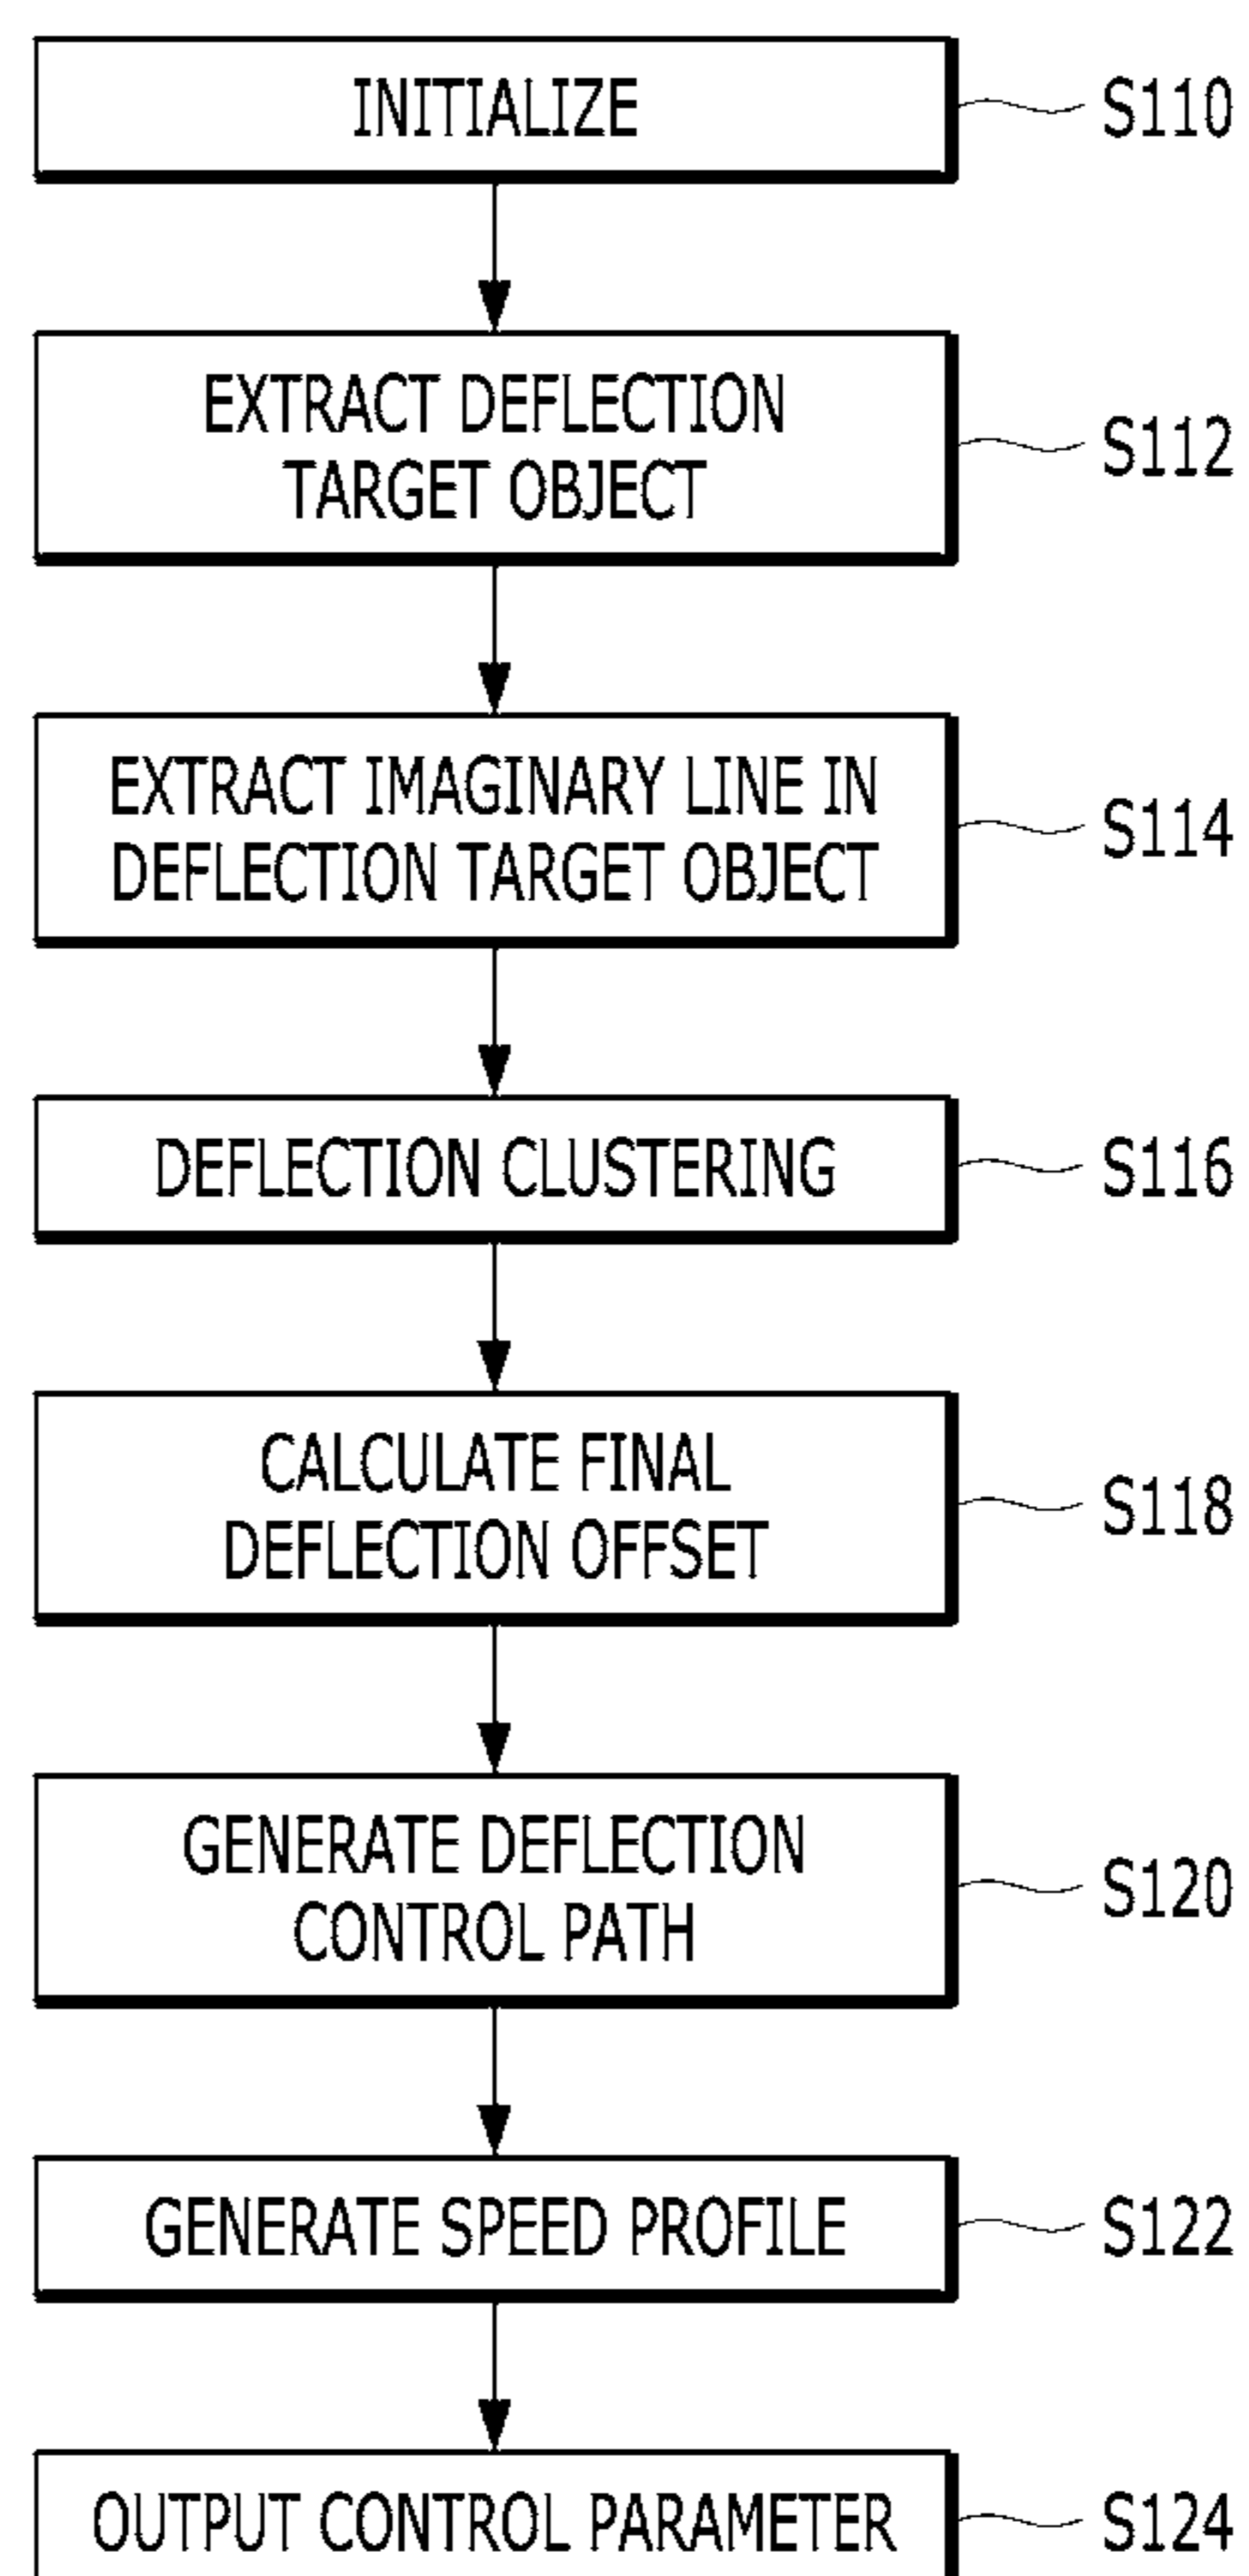 INITIALIZE
S110
EXTRACT DEFLECTION
TARGET OBJECT
S112
EXTRACT IMAGINARY LINE IN
DEFLECTION TARGET OBJECT
S114
DEFLECTION CLUSTERING
S116
CALCULATE FINAL
DEFLECTION OFFSET
S118
GENERATE DEFLECTION
CONTROL PATH
S120
GENERATE SPEED PROFILE
S122
OUTPUT CONTROL PARAMETER
S124